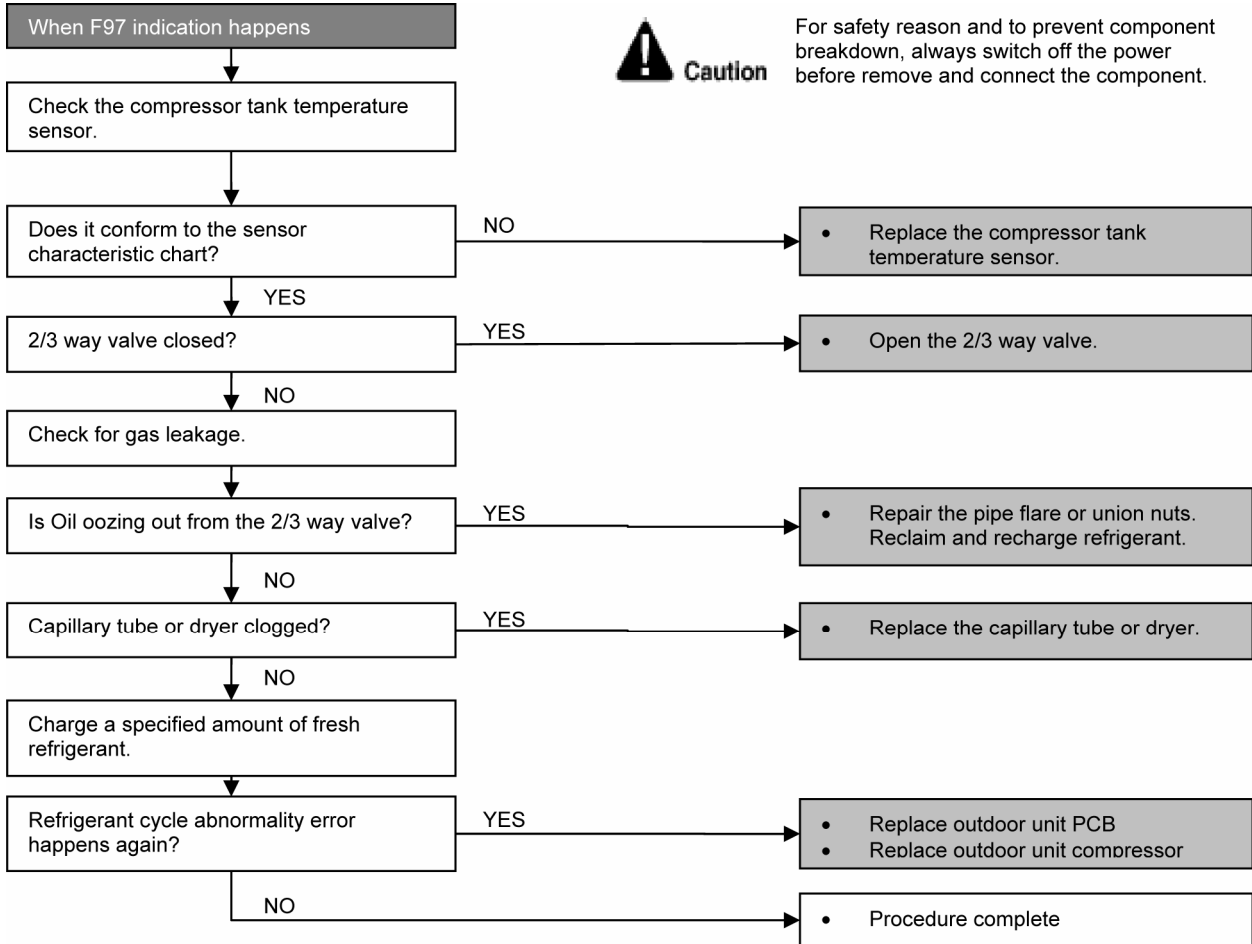 When F97 indication happens
Caution
For safety reason and to prevent component
breakdown, always switch off the power
before remove and connect the component.
Check the compressor tank temperature
sensor.
Does it conform to the sensor
characteristic chart?
NO
• Replace the compressor tank
temperature sensor.
YES
2/3 way valve closed?
YES
• Open the 2/3 way valve.
NO
Check for gas leakage.
Is Oil oozing out from the 2/3 way valve?
YES
• Repair the pipe flare or union nuts.
Reclaim and recharge refrigerant.
NO
Capillary tube or dryer clogged?
YES
• Replace the capillary tube or dryer.
NO
Charge a specified amount of fresh
refrigerant.
Refrigerant cycle abnormality error
happens again?
YES
• Replace outdoor unit PCB
• Replace outdoor unit compressor
NO
• Procedure complete